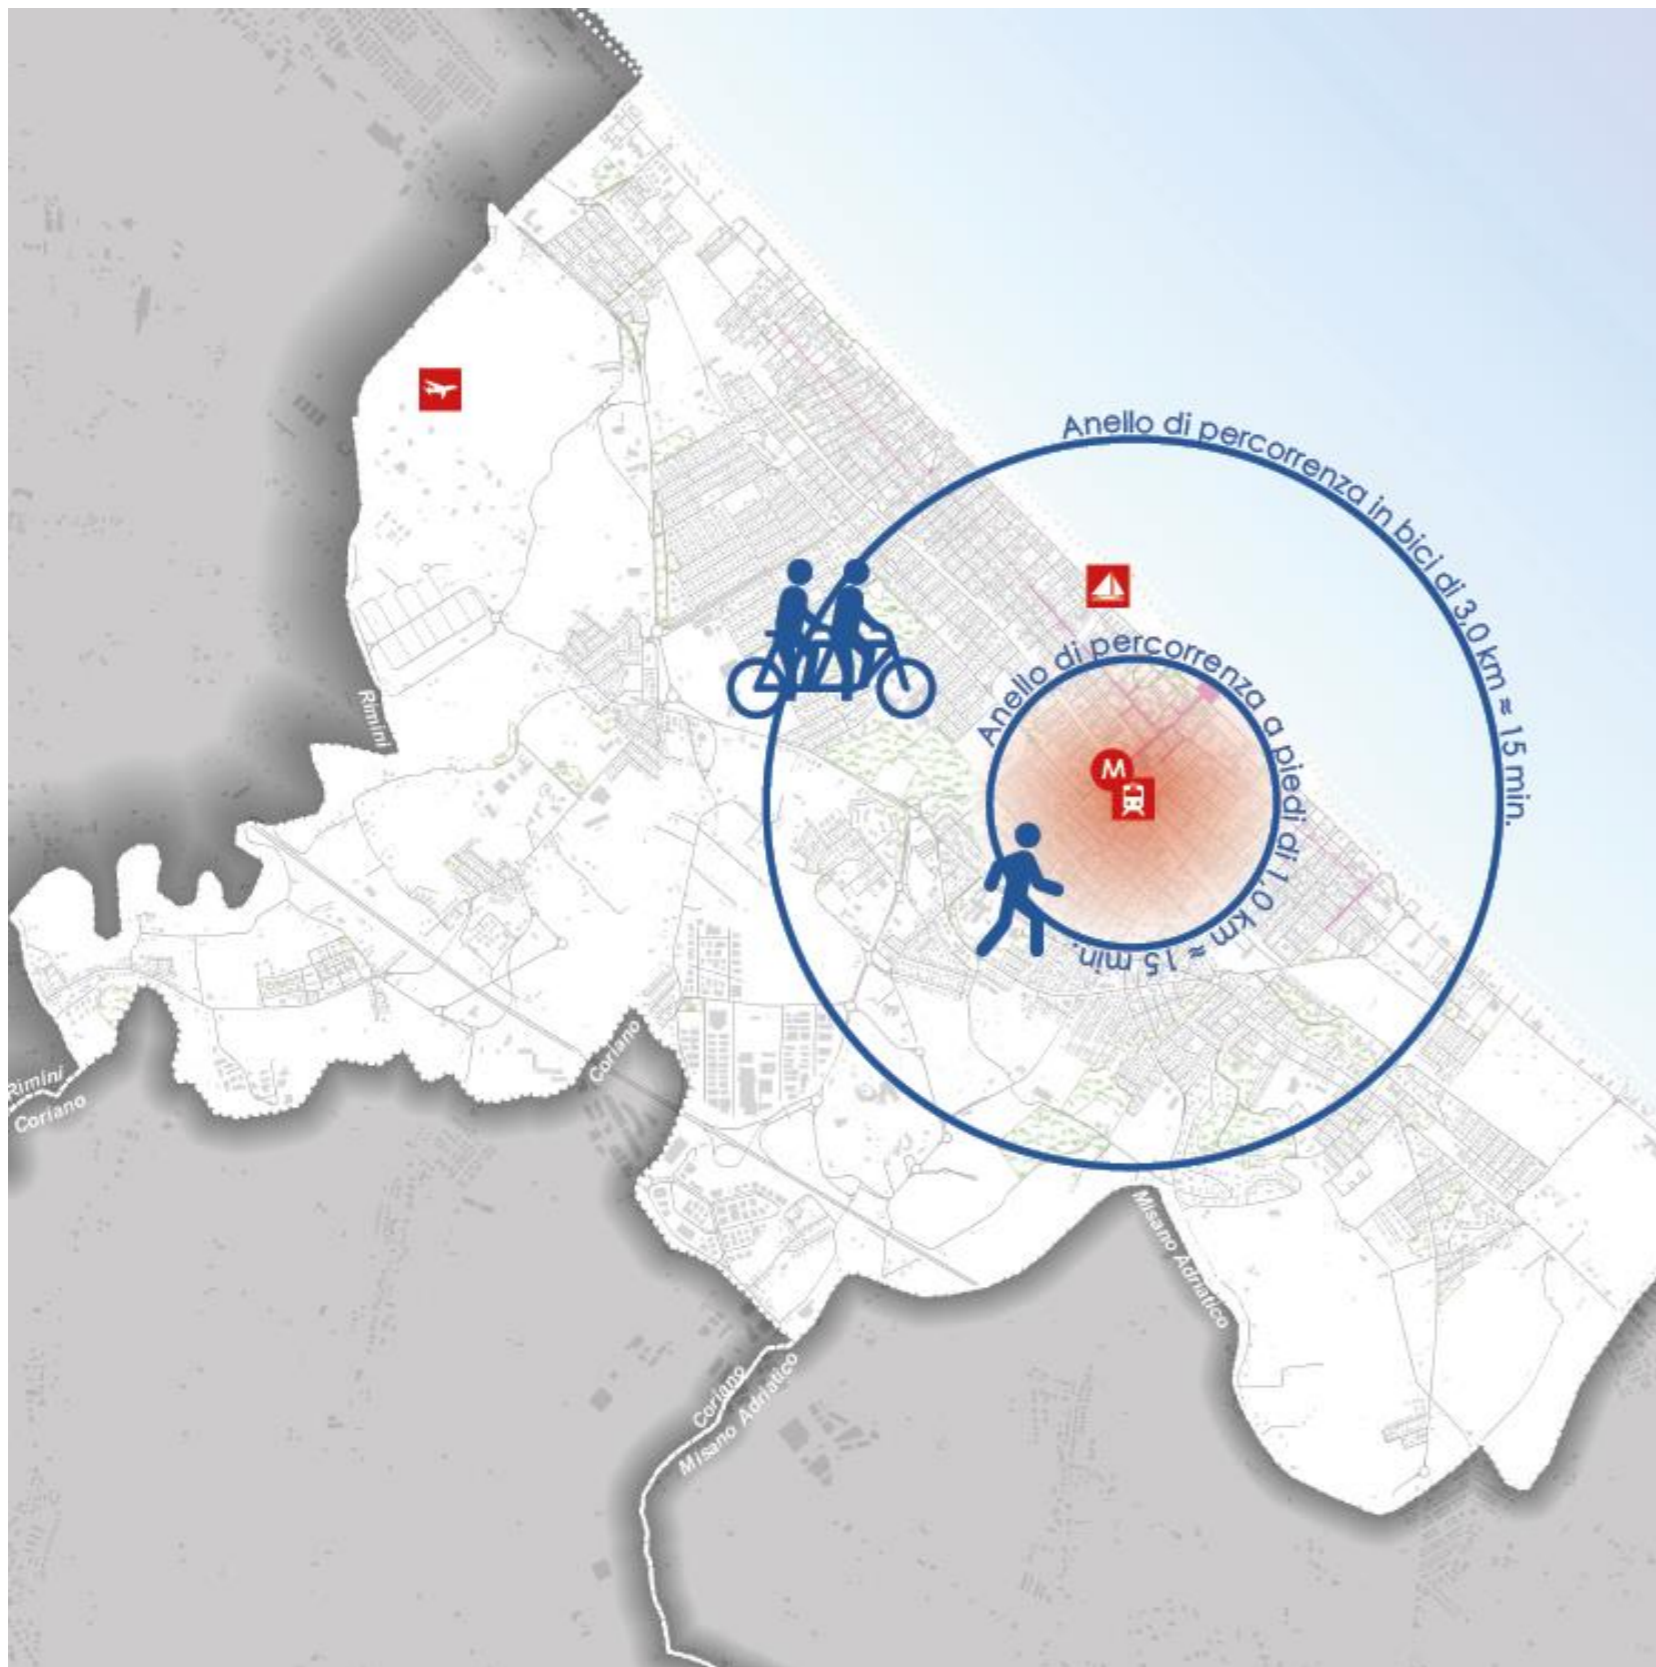 Anello di percorrenza in bici di 3,0 km ≈ 15 min.
Anello di percorrenza a piedi di 1,0 km ≈ 15 min.
Rimini
M
Coriano
Rimini
Coriano
Misano Adriatico
Coriano
Misano Adriatico